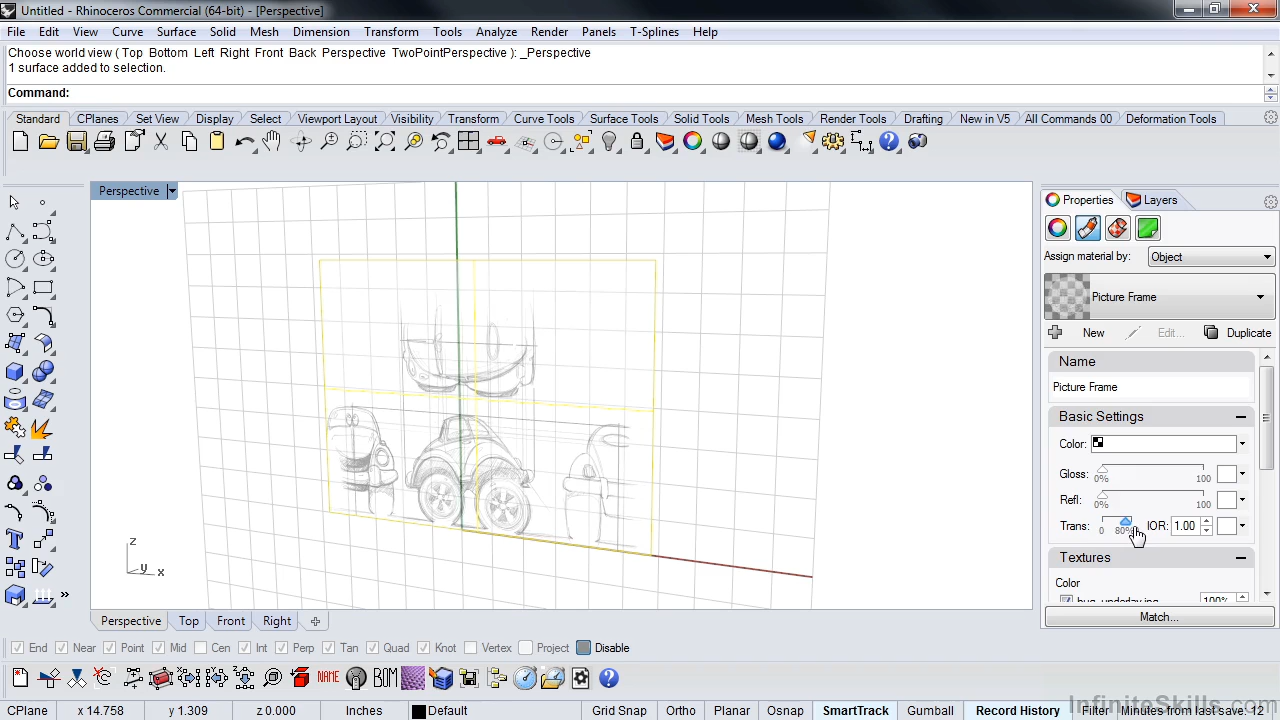 Untitled - Rhinoceros Commercial (64-bit) - [Perspective]
File Edit View Curve Surface Solid Mesh Dimension Transform Tools Analyze Render Panels T-Splines Help
Choose world view ( Top Bottom Left Right Front Back Perspective TwoPointPerspective ): _Perspective
1 surface added to selection.
Command:
Standard CPlanes Set View Display Select Viewport Layout Visibility Transform Curve Tools Surface Tools Solid Tools Mesh Tools Render Tools Drafting New in V5 All Commands 00 Deformation Tools
Perspective
Properties Layers
Assign material by: Object
Picture Frame
New Edit... Duplicate
Name
Picture Frame
Basic Settings
Color:
Gloss: 0% 100
Refl: 0% 100
Trans: 0 80% IOR: 1.00
Textures
Color
bug_underlay.png 100%
Match...
z
y
x
Perspective Top Front Right
End Near Point Mid Cen Int Perp Tan Quad Knot Vertex Project Disable
NAME BOM
CPlane x 14.758 y 1.309 z 0.000 Inches Default Grid Snap Ortho Planar Osnap SmartTrack Gumball Record History Filter Minutes from last save: 12
InfiniteSkills.com